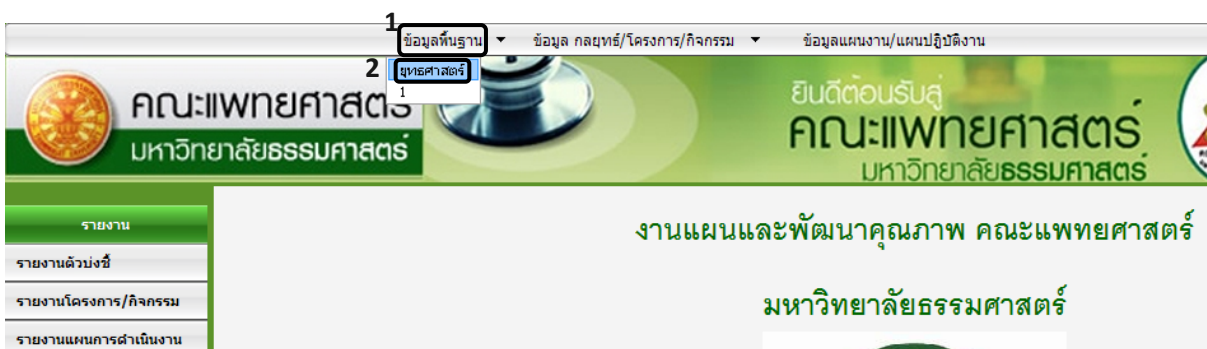 1
ข้อมูลพื้นฐาน ข้อมูล กลยุทธ์/โครงการ/กิจกรรม ข้อมูลแผนงาน/แผนปฏิบัติงาน
2 ยุทธศาสตร์
1
คณะแพทยศาสตร์
มหาวิทยาลัยธรรมศาสตร์
ยินดีต้อนรับสู่
คณะแพทยศาสตร์
มหาวิทยาลัยธรรมศาสตร์
รายงาน
รายงานตัวบ่งชี้
รายงานโครงการ/กิจกรรม
รายงานแผนการดำเนินงาน
งานแผนและพัฒนาคุณภาพ คณะแพทยศาสตร์
มหาวิทยาลัยธรรมศาสตร์